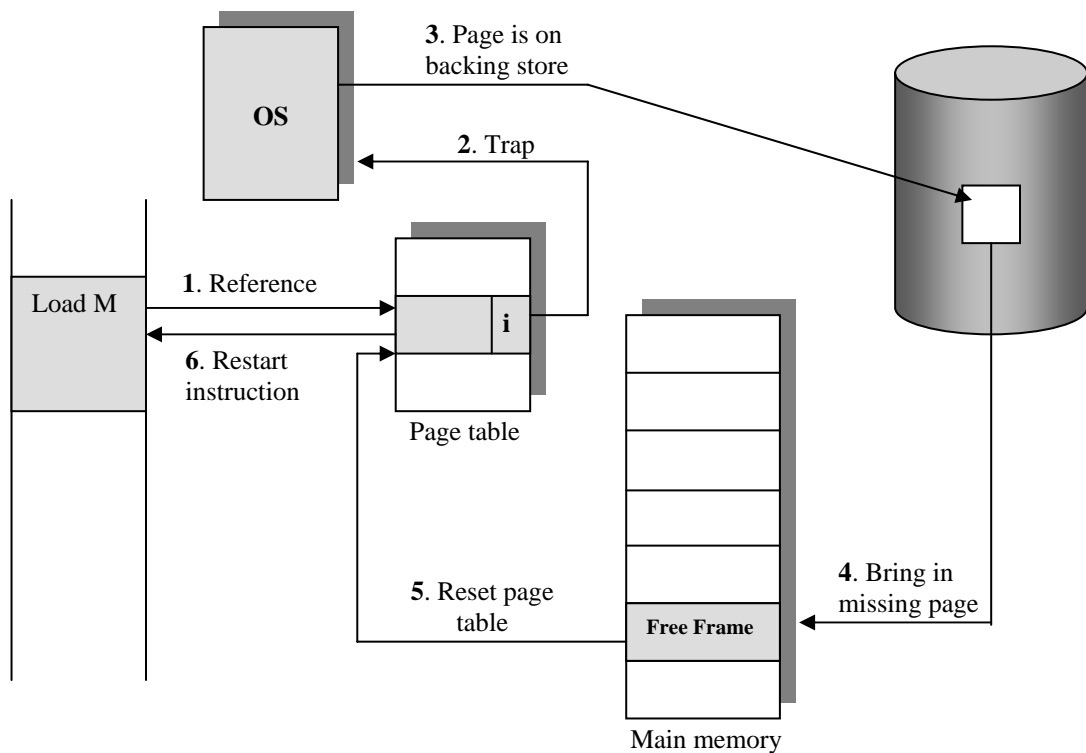 3. Page is on
backing store
OS
2. Trap
Load M
1. Reference
i
6. Restart
instruction
Page table
5. Reset page
table
4. Bring in
missing page
Free Frame
Main memory